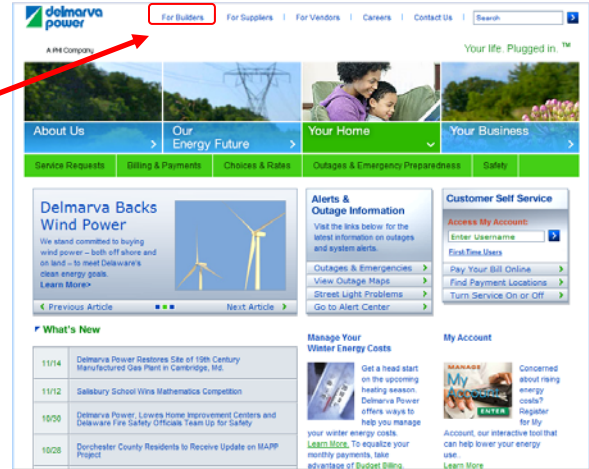 delmarva
power
For Builders For Suppliers | For Vendors | Careers | Contact Us | Search
A PHI Company
Your life. Plugged in. ™
About Us >
Our
Energy Future >
Your Home
Your Business >
Service Requests Billing & Payments Choices & Rates Outages & Emergency Preparedness Safety
Delmarva Backs
Wind Power
We stand committed to buying
wind power – both off shore and
on land – to meet Delaware's
clean energy goals.
Learn More>
Previous Article Next Article
Alerts &
Outage Information
Visit the links below for the
latest information on outages
and system alerts.
Outages & Emergencies
View Outage Maps
Street Light Problems
Go to Alert Center
Customer Self Service
Access My Account:
Enter Username
First-Time Users
Pay Your Bill Online
Find Payment Locations
Turn Service On or Off
What's New
11/14 Delmarva Power Restores Site of 19th Century
Manufactured Gas Plant in Cambridge, Md.
11/12 Salisbury School Wins Mathematics Competition
10/30 Delmarva Power, Lowes Home Improvement Centers and
Delaware Fire Safety Officials Team Up for Safety
10/28 Dorchester County Residents to Receive Update on MAPP
Project
Manage Your
Winter Energy Costs
Get a head start
on the upcoming
heating season.
Delmarva Power
offers ways to
help you manage
your winter energy costs.
Learn More. To equalize your
monthly payments, take
advantage of Budget Billing.
My Account
MANAGE
My
Account
ENTER
Concerned
about rising
energy
costs?
Register
for My
Account, our interactive tool that
can help lower your energy
use..
Learn More